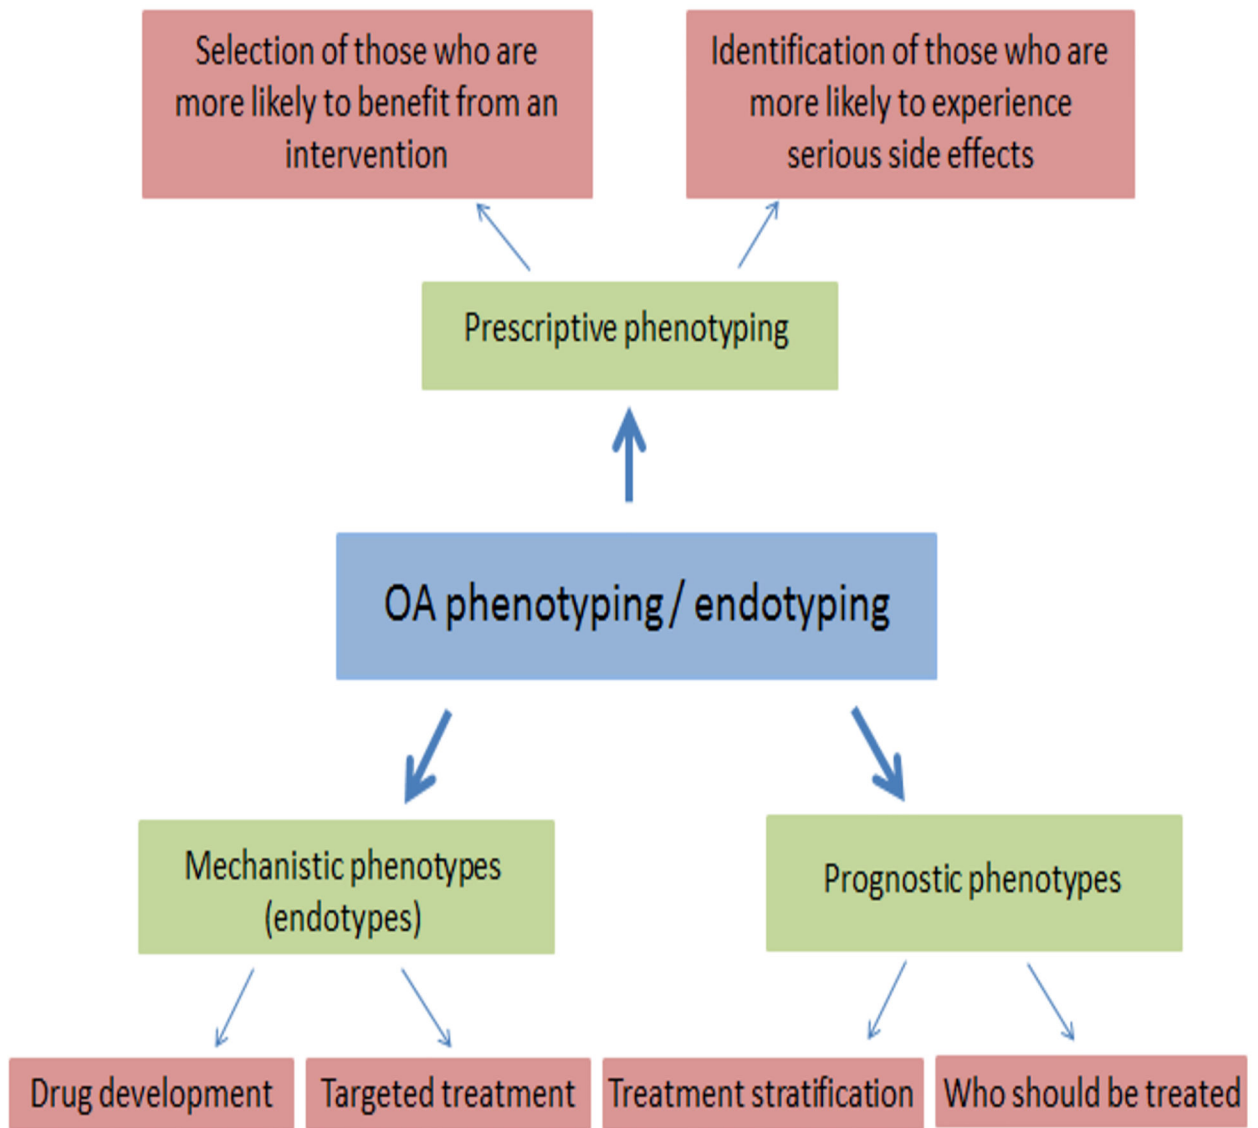 Selection of those who are
more likely to benefit from an
intervention
Identification of those who are
more likely to experience
serious side effects
Prescriptive phenotyping
OA phenotyping / endotyping
Mechanistic phenotypes
(endotypes)
Prognostic phenotypes
Drug development
Targeted treatment
Treatment stratification
Who should be treated